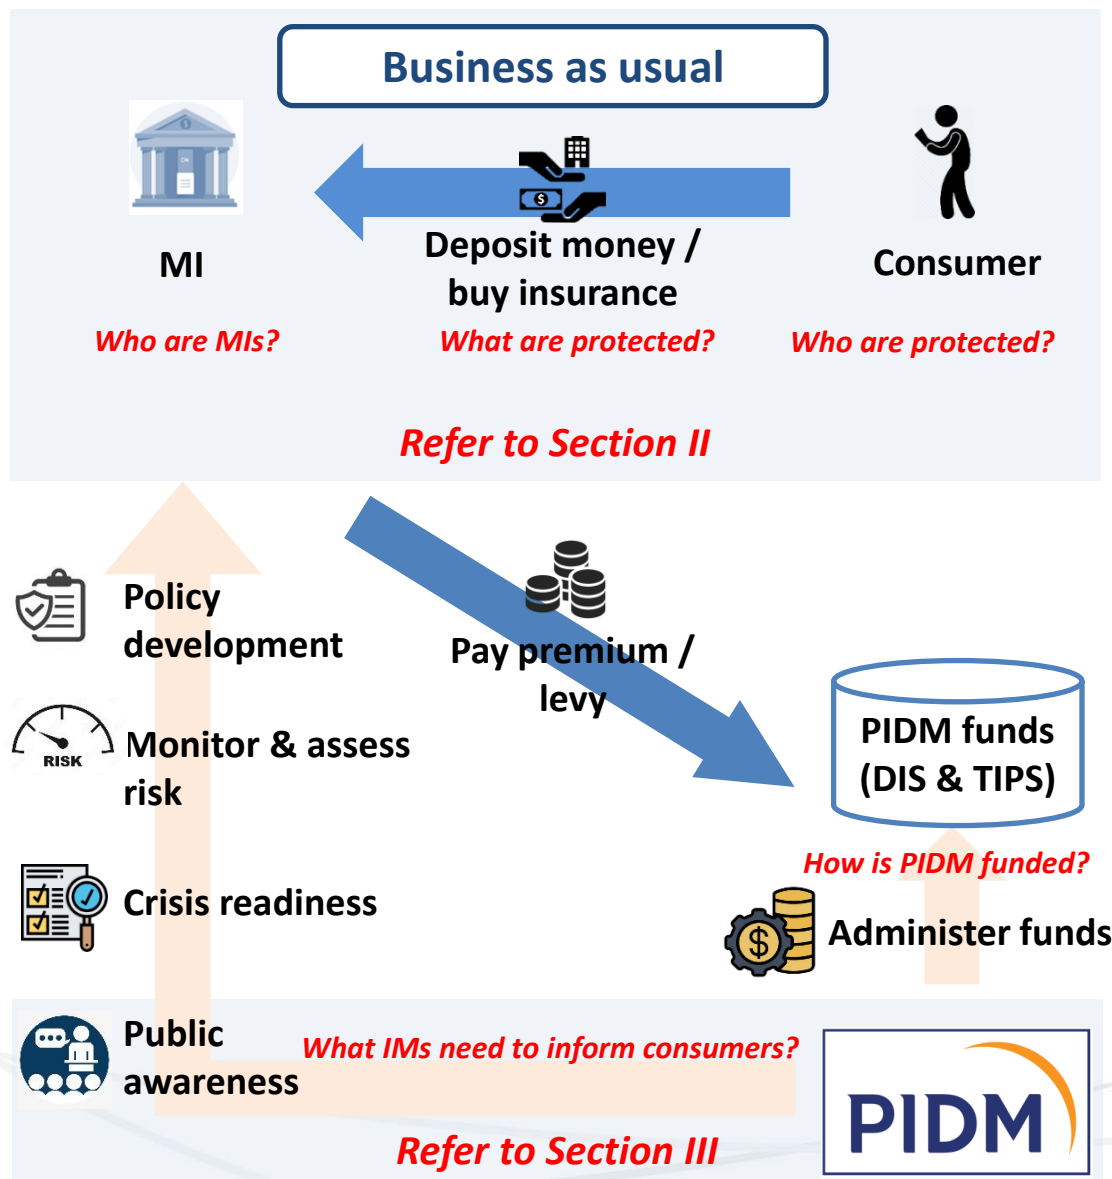 Business as usual
MI
Deposit money /
buy insurance
Consumer
Who are MIs?
What are protected?
Who are protected?
Refer to Section II
Policy
development
Pay premium /
levy
Monitor & assess
risk
RISK
PIDM funds
(DIS & TIPS)
How is PIDM funded?
Crisis readiness
Administer funds
Public
awareness
What IMs need to inform consumers?
Refer to Section III
PIDM